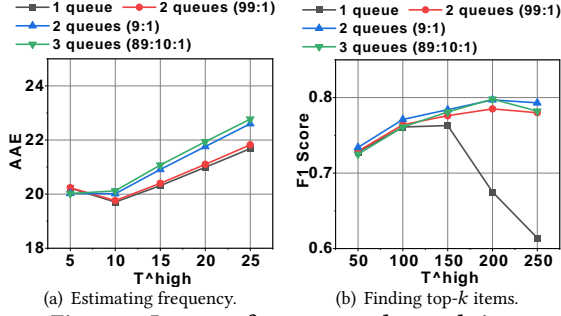 1 queue 2 queues (99:1)
2 queues (9:1)
3 queues (89:10:1)
24
22
20
18
AAE
5 10 15 20 25
T^high
(a) Estimating frequency.
1 queue 2 queues (99:1)
2 queues (9:1)
3 queues (89:10:1)
0.8
0.7
0.6
F1 Score
50 100 150 200 250
T^high
(b) Finding top-k items.